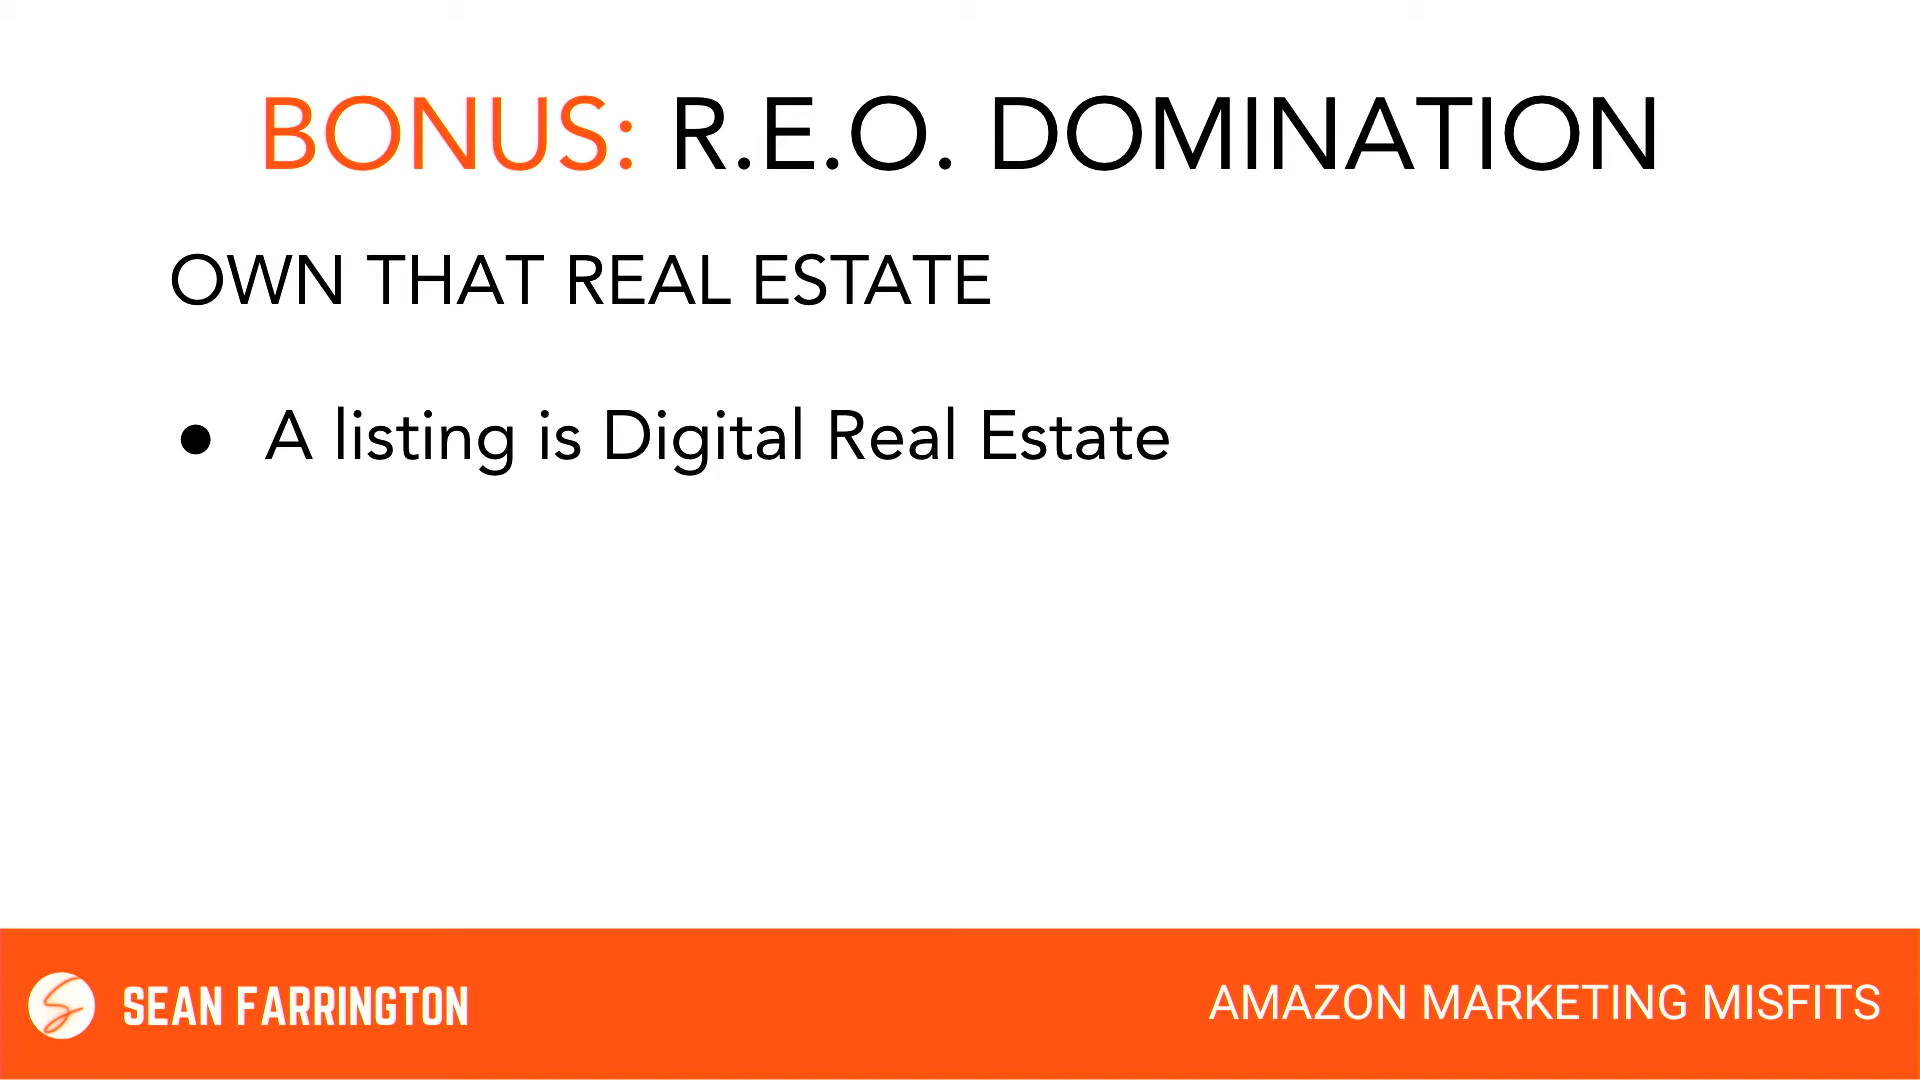 BONUS: R.E.O. DOMINATION
OWN THAT REAL ESTATE
● A listing is Digital Real Estate
SEAN FARRINGTON
AMAZON MARKETING MISFITS